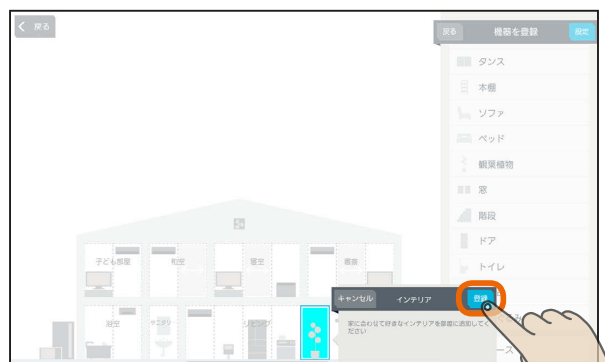 戻る
戻る 機器を登録 設定
タンス
本棚
ソファ
ベッド
観葉植物
窓
階段
ドア
トイレ
子ども部屋 和室 寝室
キャンセル インテリア 登録
家に合わせて好きなインテリアを部屋に追加してく
ださい
浴室 リビング